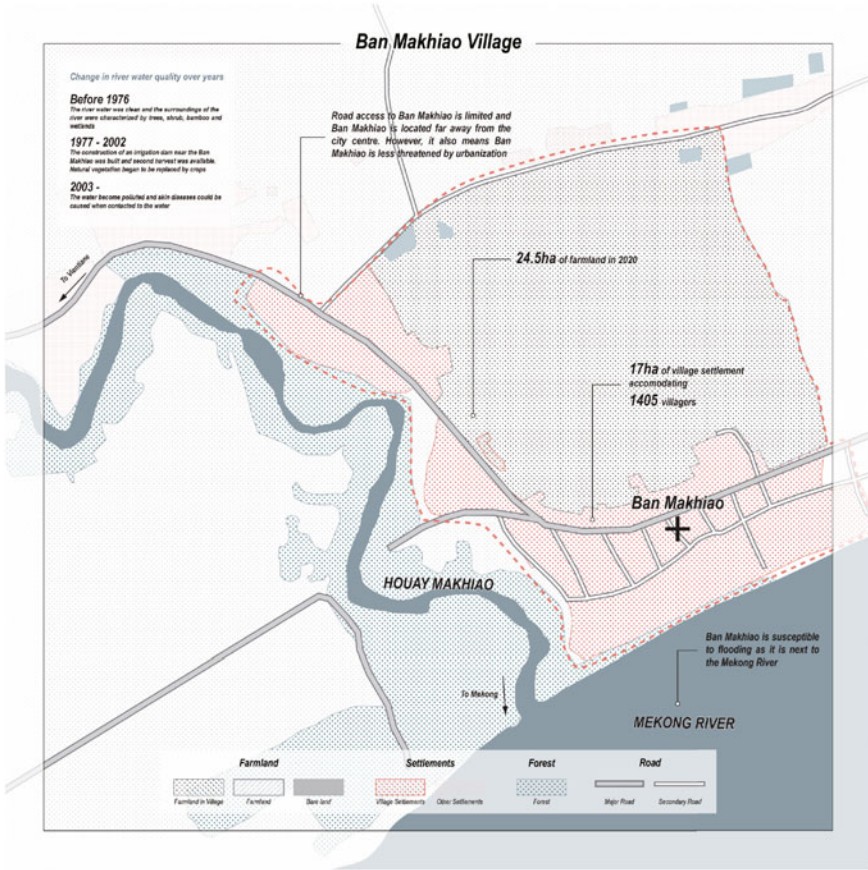 Ban Makhiao Village
Change in river water quality over years
Before 1976
The river water was clean and the surroundings of the
river were characterized by trees, shrub, bamboo and
wetlands
1977 - 2002
The construction of an irrigation dam near the Ban
Makhiao was built and second harvest was available.
Natural vegetation began to be replaced by crops
2003 -
The water become polluted and skin diseases could be
caused when contacted to the water
Road access to Ban Makhiao is limited and
Ban Makhiao is located far away from the
city centre. However, it also means Ban
Makhiao is less threatened by urbanization
To Vientiane
24.5ha of farmland in 2020
17ha of village settlement
accomodating
1405 villagers
Ban Makhiao
HOUAY MAKHIAO
Ban Makhiao is susceptible
to flooding as it is next to
the Mekong River
To Mekong
MEKONG RIVER
Farmland Settlements Forest Road
Farmland in Village Farmland Bare land Village Settlements Other Settlements Forest Major Road Secondary Road